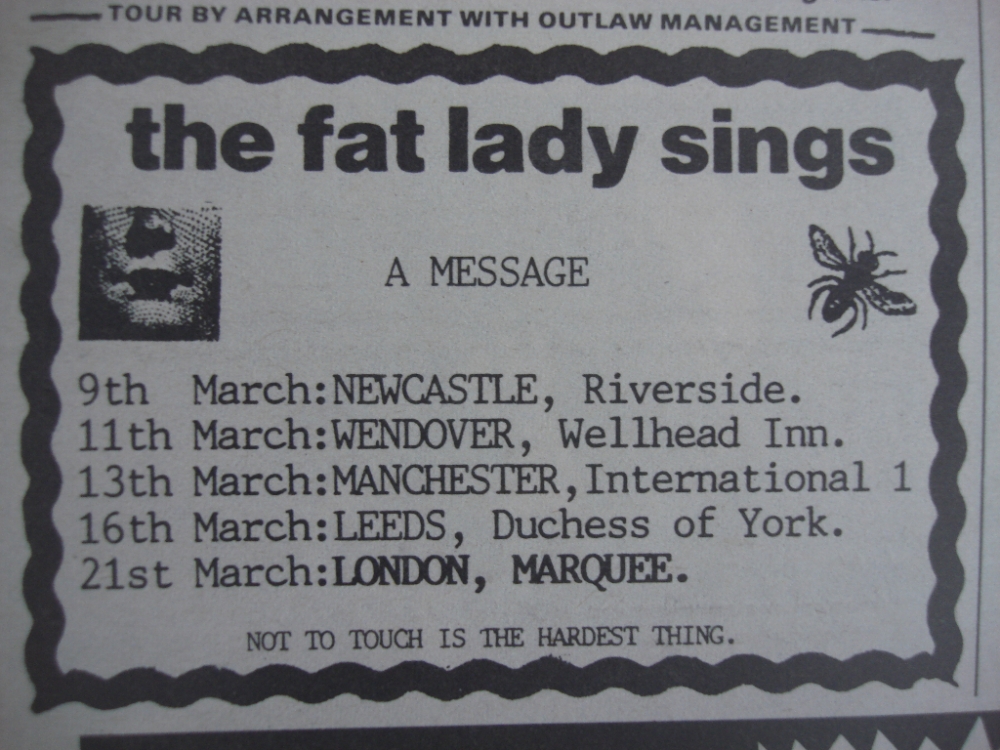 TOUR BY ARRANGEMENT WITH OUTLAW MANAGEMENT
the fat lady sings
A MESSAGE
9th March:NEWCASTLE, Riverside.
11th March:WENDOVER, Wellhead Inn.
13th March:MANCHESTER,International 1
16th March:LEEDS, Duchess of York.
21st March:LONDON, MARQUEE.
NOT TO TOUCH IS THE HARDEST THING.